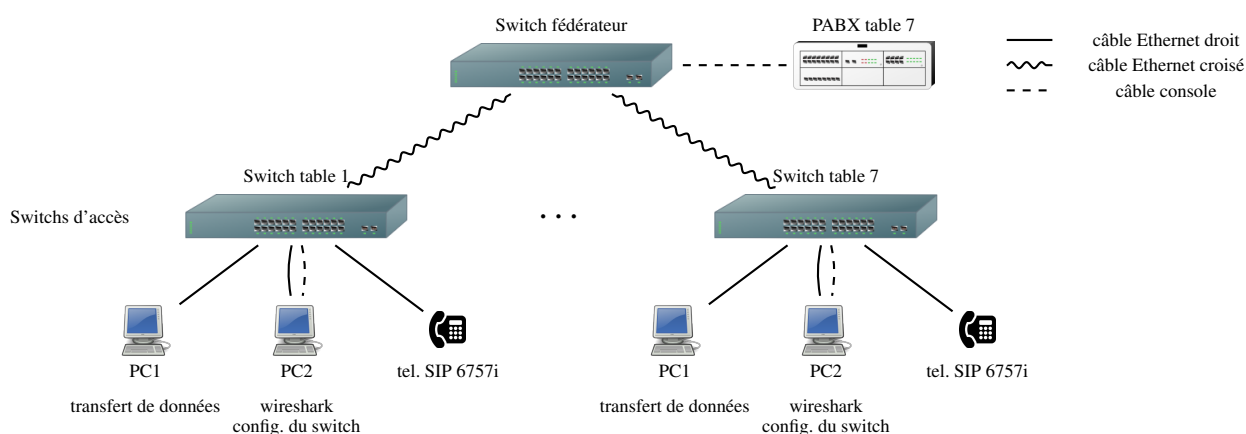 Switch fédérateur
PABX table 7
câble Ethernet droit
câble Ethernet croisé
câble console
Switch table 1
Switch table 7
Switchs d'accès
. . .
PC1
PC2
tel. SIP 6757i
PC1
PC2
tel. SIP 6757i
transfert de données
wireshark
config. du switch
transfert de données
wireshark
config. du switch